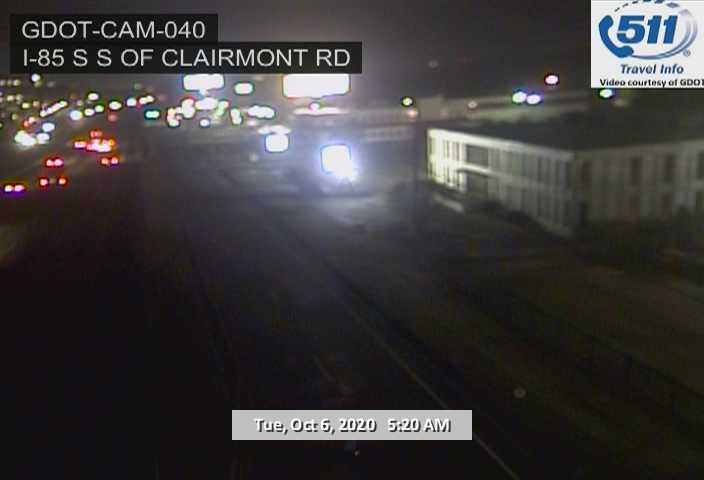 GDOT-CAM-040
I-85 S S OF CLAIRMONT RD
511
Travel Info
Video courtesy of GDOT
Tue, Oct 6, 2020 5:20 AM